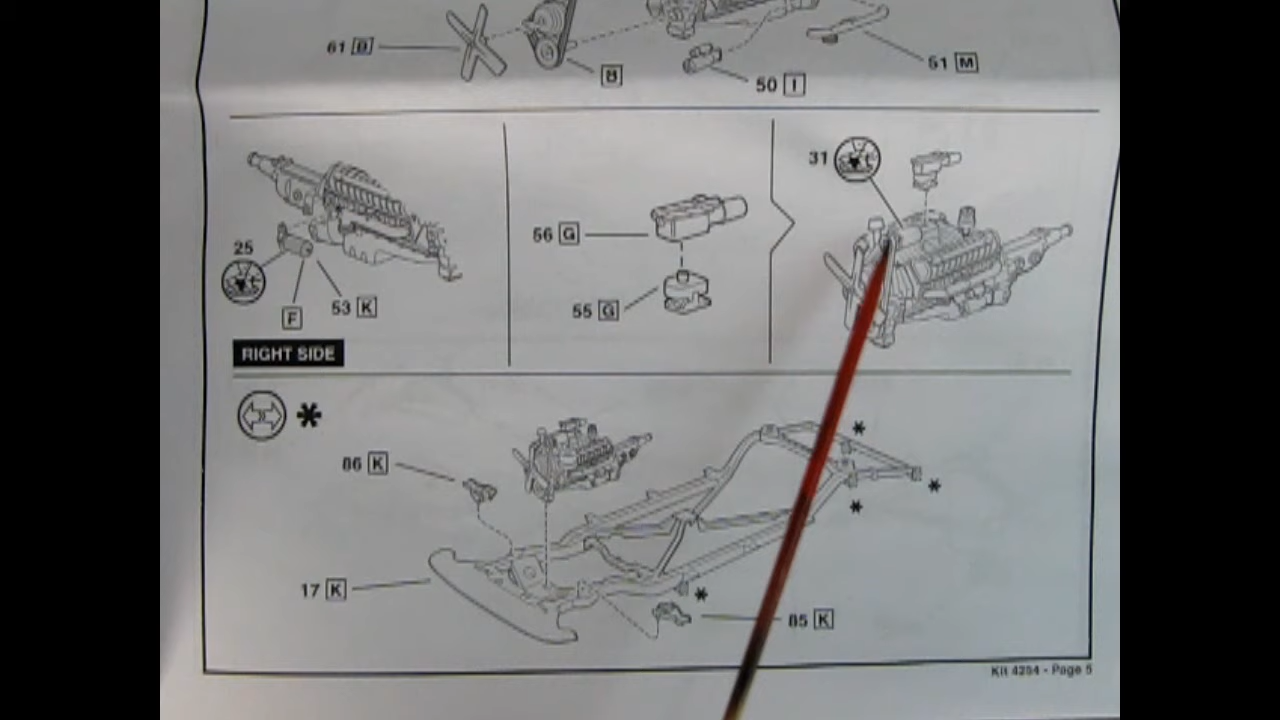 61 B
B
50 I
51 M
25
F
53 K
RIGHT SIDE
56 G
55 G
31
86 K
17 K
85 K
Kit 4254 - Page 5